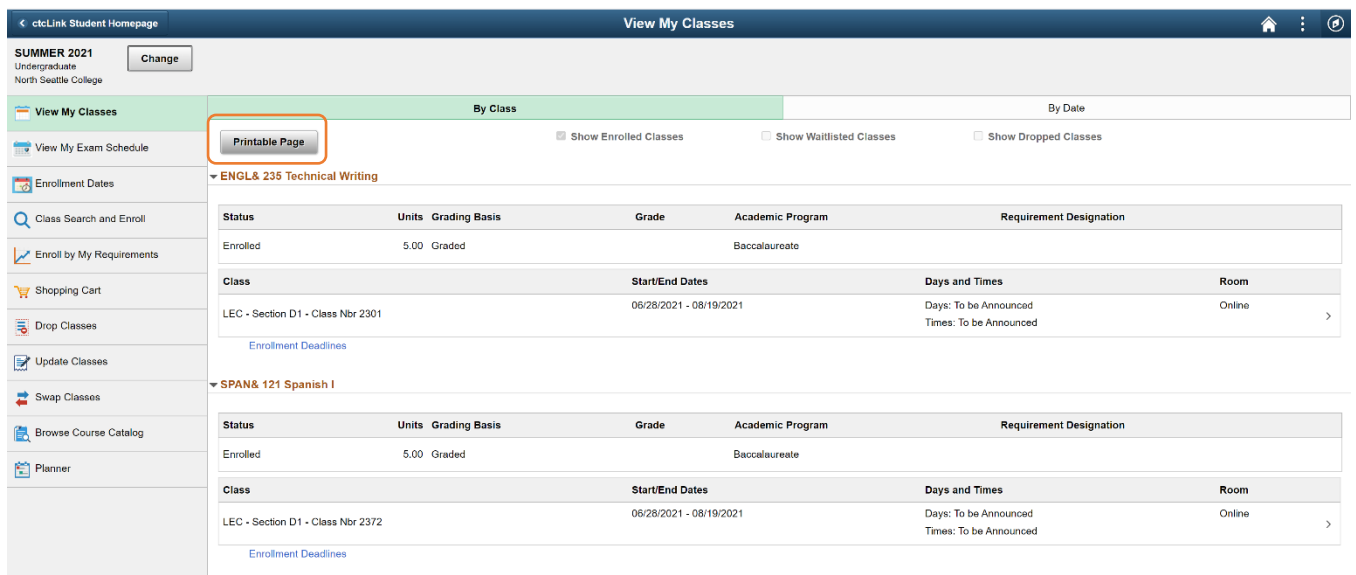 ctcLink Student Homepage
View My Classes
SUMMER 2021
Undergraduate
North Seattle College
Change
View My Classes
View My Exam Schedule
Enrollment Dates
Class Search and Enroll
Enroll by My Requirements
Shopping Cart
Drop Classes
Update Classes
Swap Classes
Browse Course Catalog
Planner
By Class By Date
Printable Page Show Enrolled Classes Show Waitlisted Classes Show Dropped Classes
ENGL& 235 Technical Writing
Status Units Grading Basis Grade Academic Program Requirement Designation
Enrolled 5.00 Graded Baccalaureate
Class Start/End Dates Days and Times Room
LEC - Section D1 - Class Nbr 2301 06/28/2021 - 08/19/2021 Days: To be Announced Online
Times: To be Announced
Enrollment Deadlines
SPAN& 121 Spanish I
Status Units Grading Basis Grade Academic Program Requirement Designation
Enrolled 5.00 Graded Baccalaureate
Class Start/End Dates Days and Times Room
LEC - Section D1 - Class Nbr 2372 06/28/2021 - 08/19/2021 Days: To be Announced Online
Times: To be Announced
Enrollment Deadlines